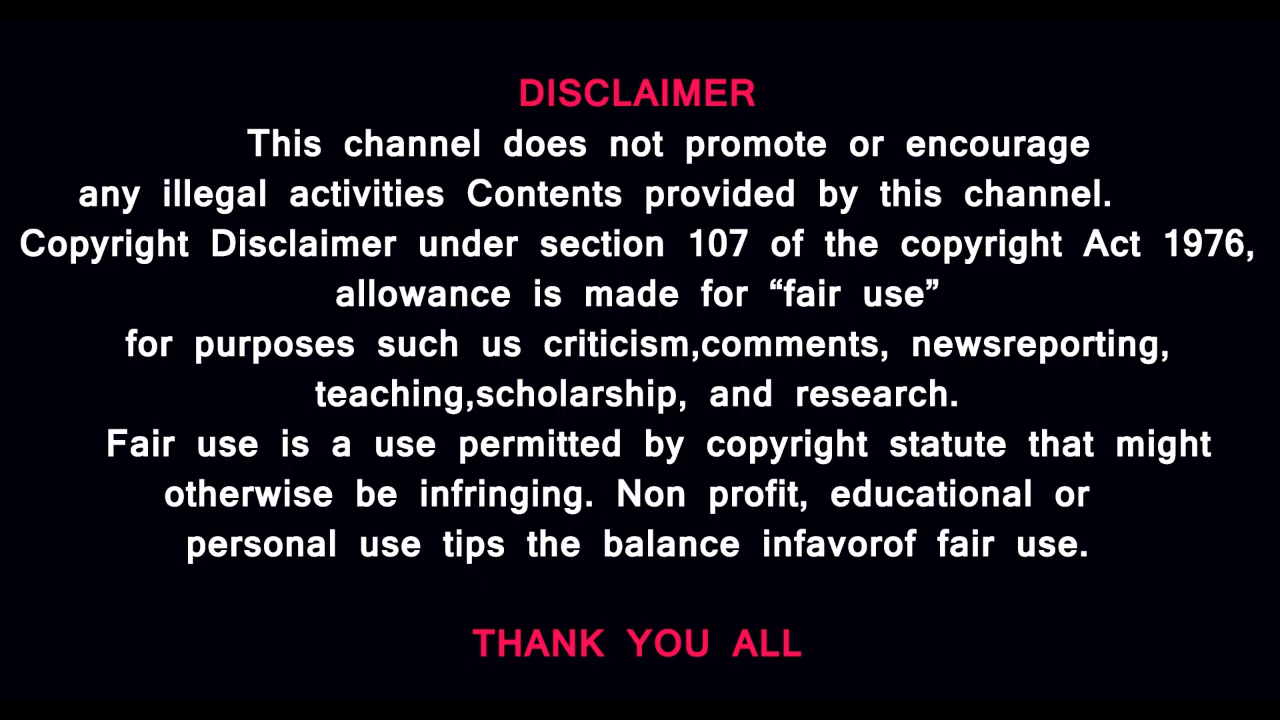 DISCLAIMER
This channel does not promote or encourage
any illegal activities Contents provided by this channel.
Copyright Disclaimer under section 107 of the copyright Act 1976,
allowance is made for “fair use”
for purposes such us criticism,comments, newsreporting,
teaching,scholarship, and research.
Fair use is a use permitted by copyright statute that might
otherwise be infringing. Non profit, educational or
personal use tips the balance infavorof fair use.
THANK YOU ALL